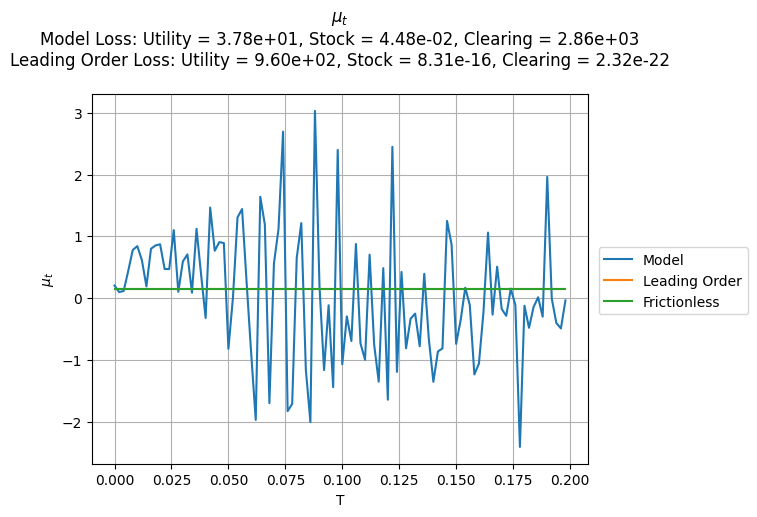 μₜ
Model Loss: Utility = 3.78e+01, Stock = 4.48e-02, Clearing = 2.86e+03
Leading Order Loss: Utility = 9.60e+02, Stock = 8.31e-16, Clearing = 2.32e-22
3
2
1
0
−1
−2
μₜ
0.000 0.025 0.050 0.075 0.100 0.125 0.150 0.175 0.200
T
Model
Leading Order
Frictionless